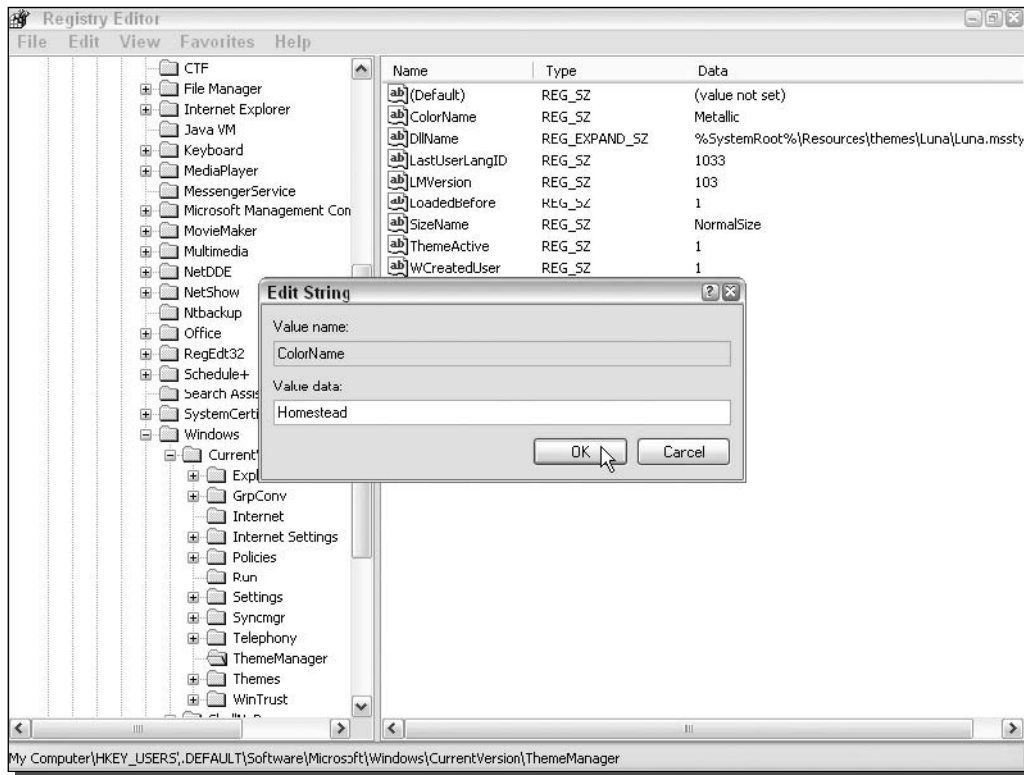 Registry Editor
File Edit View Favorites Help
CTF
File Manager
Internet Explorer
Java VM
Keyboard
MediaPlayer
MessengerService
Microsoft Management Con
MovieMaker
Multimedia
NetDDE
NetShow
Ntbackup
Office
RegEdt32
Schedule+
Search Assis
SystemCerti
Windows
Current
Expl
GrpConv
Internet
Internet Settings
Policies
Run
Settings
Syncmgr
Telephony
ThemeManager
Themes
WinTrust
Name Type Data
(Default) REG_SZ (value not set)
ColorName REG_SZ Metallic
DllName REG_EXPAND_SZ %SystemRoot%\Resources\themes\Luna\Luna.mssty
LastUserLangID REG_SZ 1033
LMVersion REG_SZ 103
LoadedBefore REG_SZ 1
SizeName REG_SZ NormalSize
ThemeActive REG_SZ 1
WCreatedUser REG_SZ 1
Edit String
Value name:
ColorName
Value data:
Homestead
OK Cancel
My Computer\HKEY_USERS\.DEFAULT\Software\Microsoft\Windows\CurrentVersion\ThemeManager